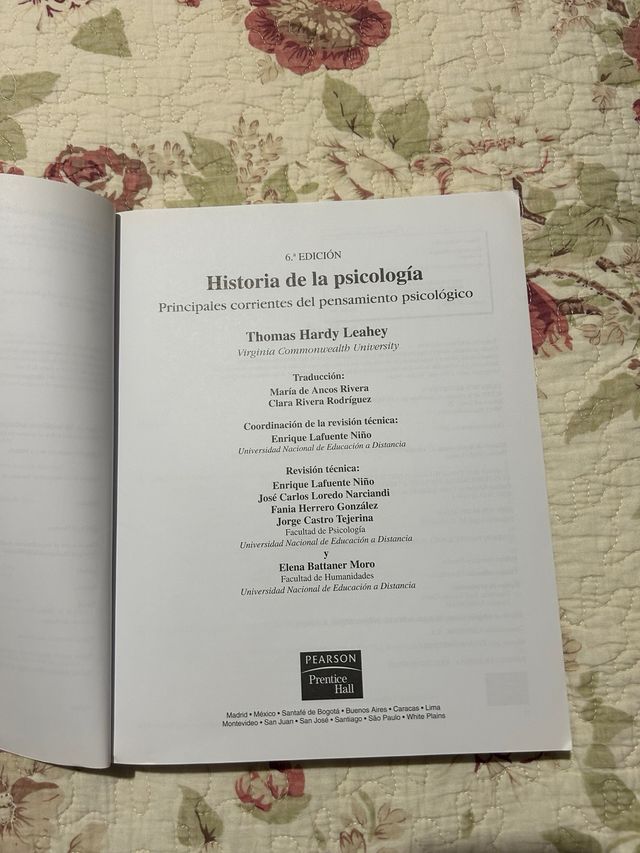 6.ª EDICIÓN
Historia de la psicología
Principales corrientes del pensamiento psicológico
Thomas Hardy Leahey
Virginia Commonwealth University
Traducción:
María de Ancos Rivera
Clara Rivera Rodríguez
Coordinación de la revisión técnica:
Enrique Lafuente Niño
Universidad Nacional de Educación a Distancia
Revisión técnica:
Enrique Lafuente Niño
José Carlos Loredo Narciandi
Fania Herrero González
Jorge Castro Tejerina
Facultad de Psicología
Universidad Nacional de Educación a Distancia
y
Elena Battaner Moro
Facultad de Humanidades
Universidad Nacional de Educación a Distancia
PEARSON
Prentice
Hall
Madrid • México • Santafé de Bogotá • Buenos Aires • Caracas • Lima
Montevideo • San Juan • San José • Santiago • São Paulo • White Plains